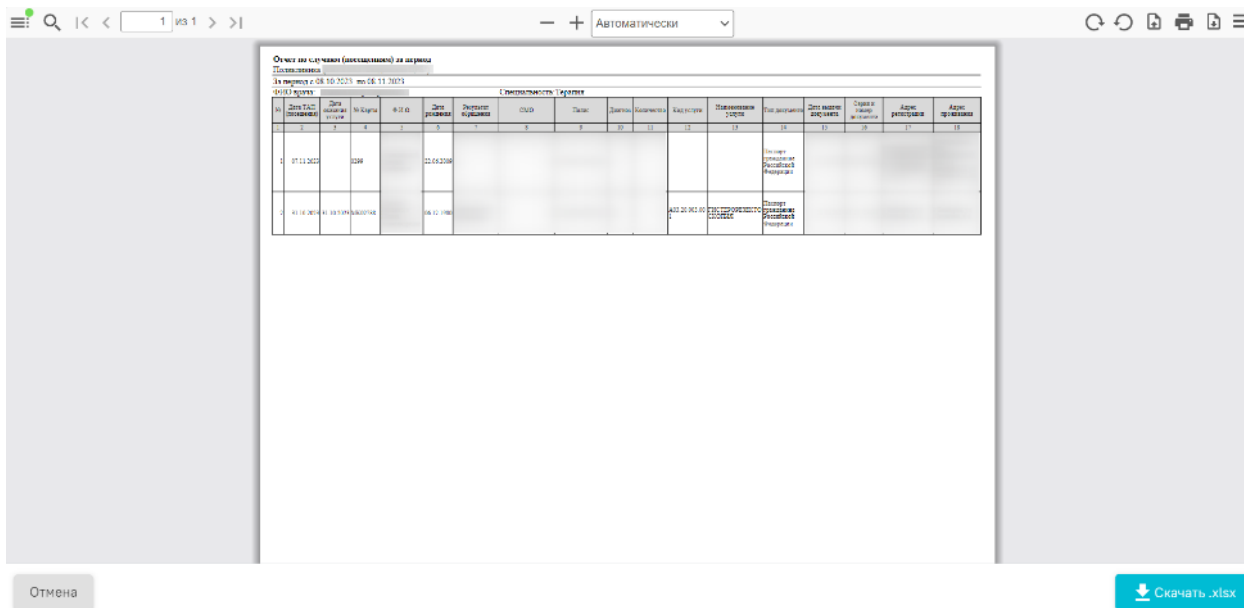 1 из 1 Автоматически
Отчет по случаям (посещениям) за период
Поликлиника
За период с 08.10.2023 по 08.11.2023
ФИО врача: Специальность: Терапия
№ Дата ТАП (посещения) Дата оказания услуги № Карты Ф.И.О. Дата рождения Результат обращения СМО Полис Диагноз Количество Код услуги Наименование услуги Тип документа Дата выдачи документа Серия и номер документа Адрес регистрации Адрес проживания
1 2 3 4 5 6 7 8 9 10 11 12 13 14 15 16 17 18
1 07.11.2023 Паспорт гражданина Российской Федерации
2 31.10.2023 Паспорт гражданина Российской Федерации
Отмена Скачать .xlsx